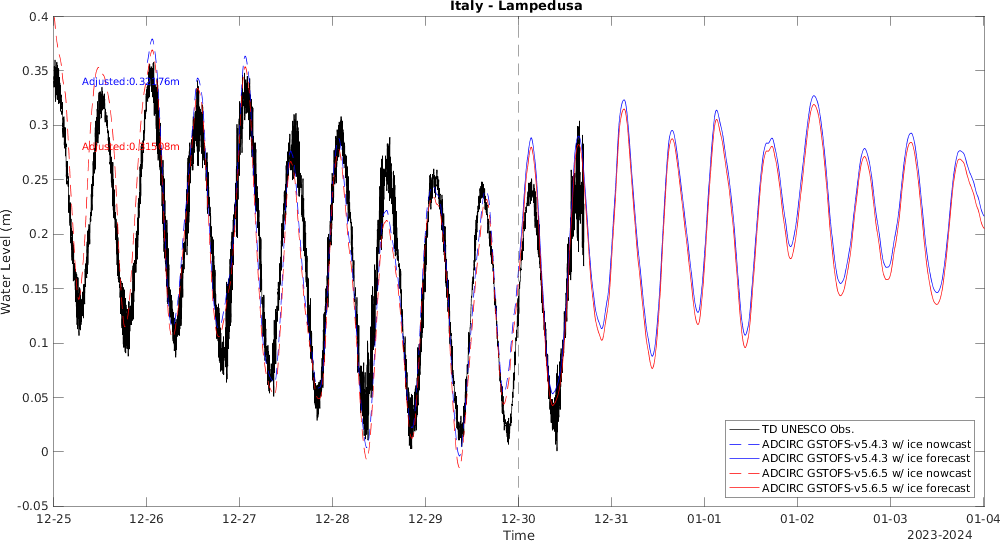 Italy - Lampedusa
0.4
0.35
0.3
0.25
0.2
0.15
0.1
0.05
0
-0.05
Water Level (m)
12-25 12-26 12-27 12-28 12-29 12-30 12-31 01-01 01-02 01-03 01-04
Time
2023-2024
TD UNESCO Obs.
ADCIRC GSTOFS-v5.4.3 w/ ice nowcast
ADCIRC GSTOFS-v5.4.3 w/ ice forecast
ADCIRC GSTOFS-v5.6.5 w/ ice nowcast
ADCIRC GSTOFS-v5.6.5 w/ ice forecast